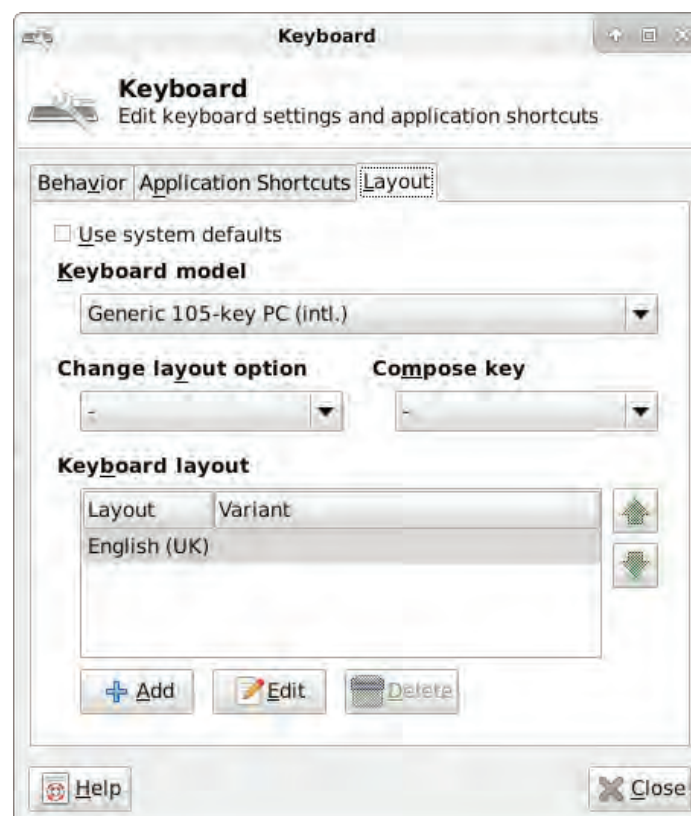 Keyboard
Keyboard
Edit keyboard settings and application shortcuts
Behavior Application Shortcuts Layout
Use system defaults
Keyboard model
Generic 105-key PC (intl.)
Change layout option Compose key
- -
Keyboard layout
Layout Variant
English (UK)
Add Edit Delete
Help Close